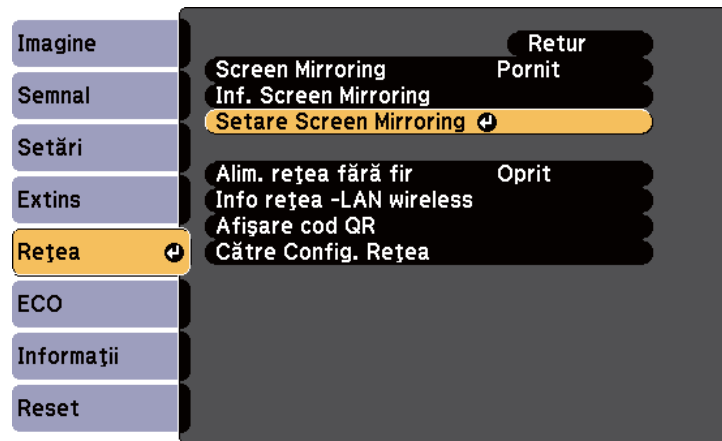 Imagine
Semnal
Setări
Extins
Reţea
ECO
Informaţii
Reset
Retur
Screen Mirroring Pornit
Inf. Screen Mirroring
Setare Screen Mirroring
Alim. reţea fără fir Oprit
Info reţea -LAN wireless
Afişare cod QR
Către Config. Reţea